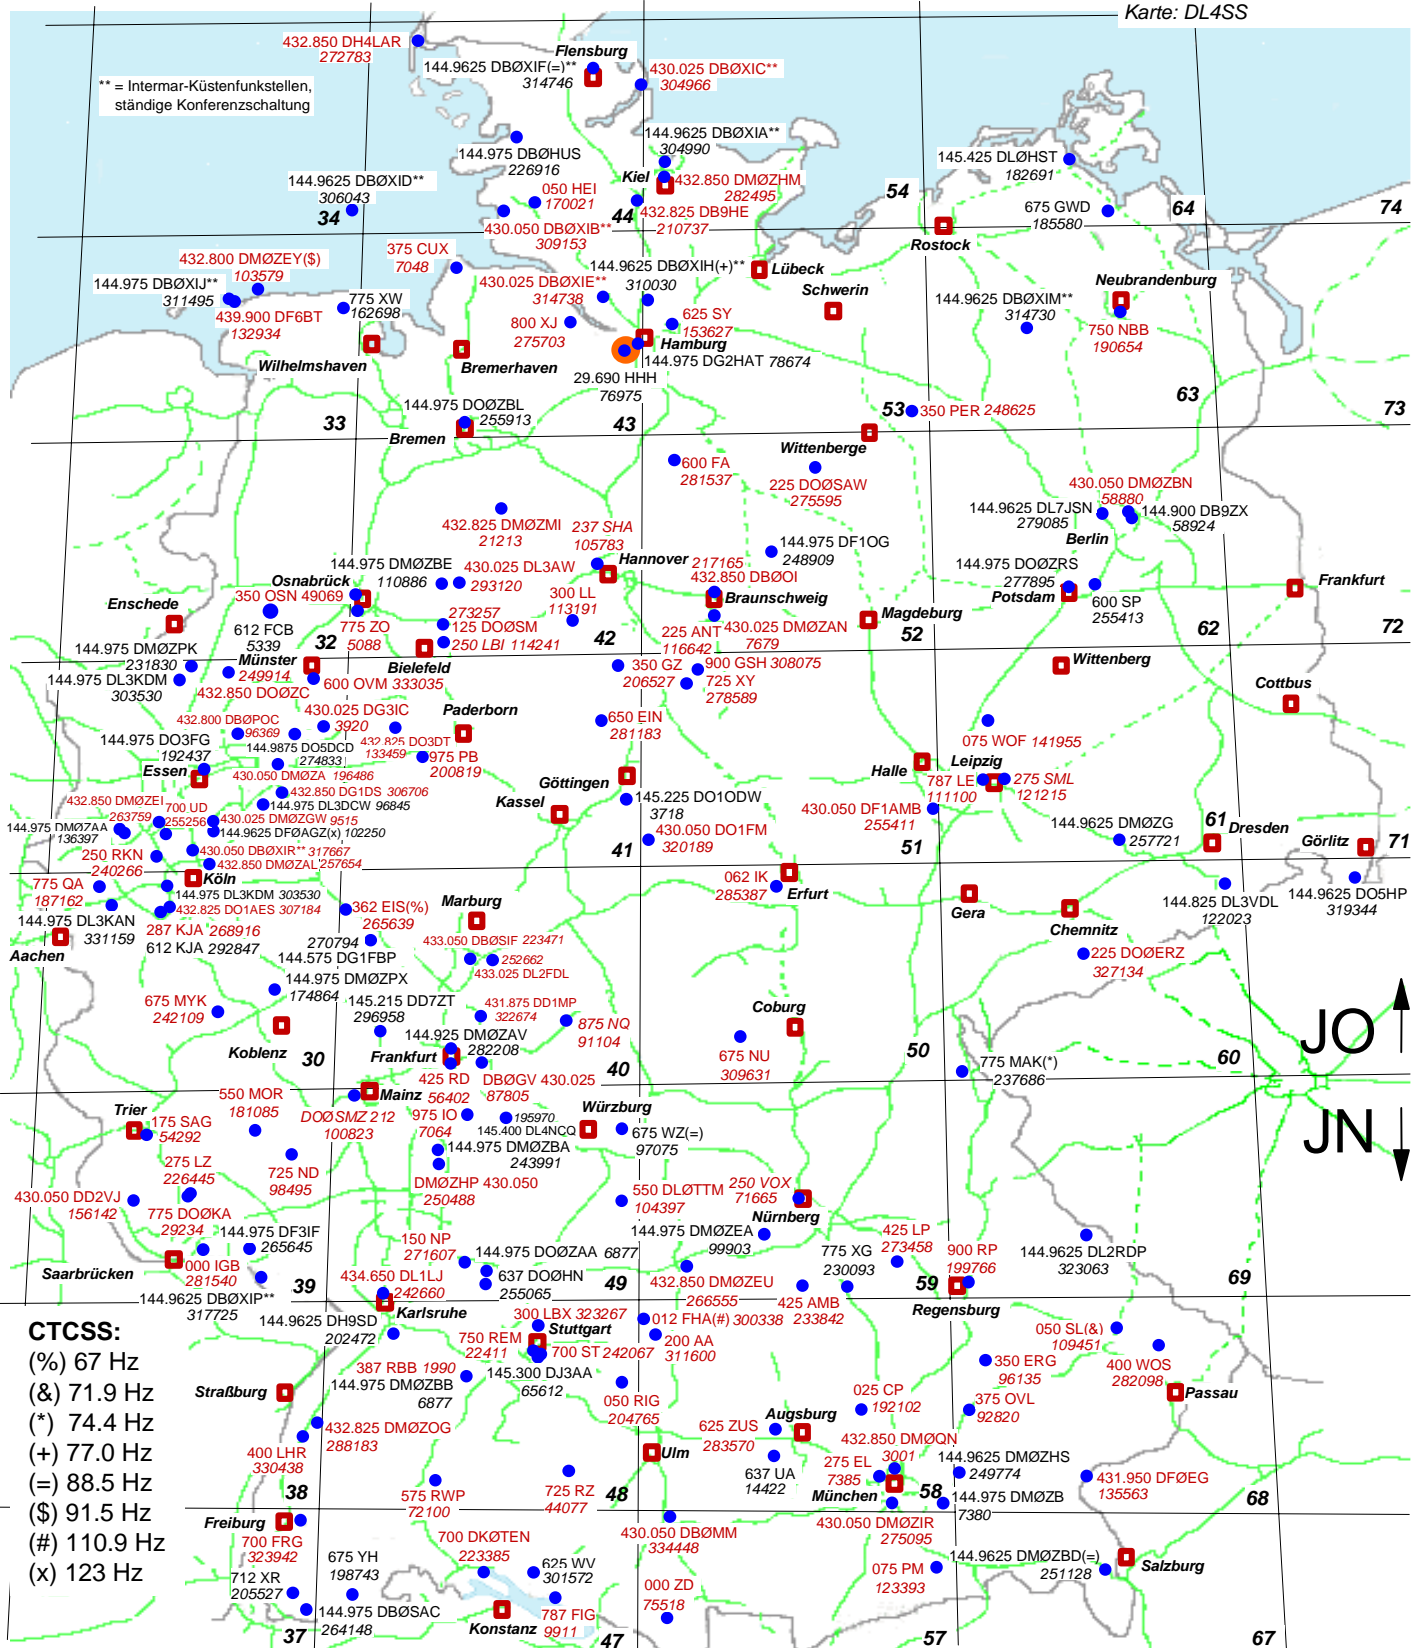 Karte: DL4SS
432.850 DH4LAR
272783
Flensburg
144.9625 DBØXIF(=)**
314746
430.025 DBØXIC**
304966
** = Intermar-Küstenfunkstellen,
ständige Konferenzschaltung
144.975 DBØHUS
226916
144.9625 DBØXIA**
304990
145.425 DLØHST
182691
Kiel
432.850 DMØZHM
282495
144.9625 DBØXID**
306043
34
050 HEI
170021
44
432.825 DB9HE
210737
54
675 GWD
185580
64
74
430.050 DBØXIB**
309153
Rostock
375 CUX
7048
432.800 DMØZEY($)
103579
144.9625 DBØXIH(+)**
310030
Lübeck
144.975 DBØXIJ**
311495
430.025 DBØXIE**
314738
Schwerin
Neubrandenburg
775 XW
162698
144.9625 DBØXIM**
314730
439.900 DF6BT
132934
800 XJ
275703
625 SY
153627
750 NBB
190654
Hamburg
Wilhelmshaven
Bremerhaven
144.975 DG2HAT 78674
29.690 HHH
76975
144.975 DOØZBL
255913
33
Bremen
43
53
350 PER 248625
63
73
Wittenberge
600 FA
281537
225 DOØSAW
275595
430.050 DMØZBN
58880
144.9625 DL7JSN
279085
144.900 DB9ZX
58924
Berlin
432.825 DMØZMI
21213
237 SHA
105783
144.975 DF1OG
248909
144.975 DMØZBE
110886
430.025 DL3AW
293120
Hannover
217165
432.850 DBØOI
144.975 DOØZRS
277895
Potsdam
Osnabrück
350 OSN 49069
300 LL
113191
Braunschweig
600 SP
255413
Frankfurt
Enschede
612 FCB
5339
775 ZO
5088
273257
125 DOØSM
250 LBI 114241
225 ANT
116642
430.025 DMØZAN
7679
Magdeburg
32
42
52
62
72
144.975 DMØZPK
231830
144.975 DL3KDM
303530
Münster
249914
432.850 DOØZC
600 OVM 333035
Bielefeld
350 GZ
206527
900 GSH 308075
725 XY
278589
Wittenberg
Cottbus
430.025 DG3IC
3920
Paderborn
650 EIN
281183
432.800 DBØPOC
96369
144.975 DO3FG
192437
144.9875 DO5DCD
274833
432.825 DO3DT
133459
975 PB
200819
075 WOF 141955
Essen
430.050 DMØZA 196486
Göttingen
Halle
Leipzig
787 LE
111100
275 SML
121215
432.850 DG1DS 306706
432.850 DMØZEI
263759
700 UD
255256
144.975 DL3DCW 96845
Kassel
145.225 DO1ODW
3718
430.050 DF1AMB
255411
430.025 DMØZGW 9515
144.975 DMØZAA
136397
144.9625 DFØAGZ(x) 102250
430.050 DO1FM
320189
144.9625 DMØZG
257721
61
Dresden
Görlitz
71
250 RKN
240266
430.050 DBØXIR** 317667
432.850 DMØZAL 257654
41
51
775 QA
187162
Köln
144.975 DL3KDM 303530
432.825 DO1AES 307184
062 IK
285387
Erfurt
144.9625 DO5HP
319344
144.825 DL3VDL
122023
144.975 DL3KAN
331159
287 KJA 268916
612 KJA 292847
362 EIS(%)
265639
Marburg
Gera
Chemnitz
Aachen
270794
144.575 DG1FBP
433.050 DBØSIF 223471
252662
433.025 DL2FDL
225 DOØERZ
327134
144.975 DMØZPX
174864
675 MYK
242109
145.215 DD7ZT
296958
431.875 DD1MP
322674
875 NQ
91104
Coburg
JO
Koblenz
144.925 DMØZAV
282208
Frankfurt
30
40
675 NU
309631
50
775 MAK(*)
237686
60
425 RD
56402
DBØGV 430.025
87805
550 MOR
181085
Mainz
DOØSMZ 212
100823
975 IO
7064
195970
145.400 DL4NCQ
Würzburg
675 WZ(=)
97075
Trier
175 SAG
54292
JN
144.975 DMØZBA
243991
725 ND
98495
DMØZHP 430.050
250488
275 LZ
226445
430.050 DD2VJ
156142
775 DOØKA
29234
550 DLØTTM
104397
250 VOX
71665
Nürnberg
144.975 DF3IF
265645
150 NP
271607
144.975 DOØZAA 6877
144.975 DMØZEA
99903
425 LP
273458
144.9625 DL2RDP
323063
Saarbrücken
000 IGB
281540
637 DOØHN
255065
775 XG
230093
900 RP
199766
39
434.650 DL1LJ
242660
49
432.850 DMØZEU
266555
59
69
144.9625 DBØXIP**
317725
Karlsruhe
425 AMB
233842
Regensburg
144.9625 DH9SD
202472
300 LBX 323267
012 FHA(#) 300338
Stuttgart
CTCSS:
(%) 67 Hz
(&) 71.9 Hz
(*) 74.4 Hz
(+) 77.0 Hz
(=) 88.5 Hz
($) 91.5 Hz
(#) 110.9 Hz
(x) 123 Hz
750 REM
22411
200 AA
311600
050 SL(&)
109451
700 ST 242067
387 RBB 1990
144.975 DMØZBB
6877
145.300 DJ3AA
65612
350 ERG
96135
400 WOS
282098
Straßburg
050 RIG
204765
025 CP
192102
375 OVL
92820
Passau
432.825 DMØZOG
288183
625 ZUS
283570
Augsburg
400 LHR
330438
Ulm
432.850 DMØQN
3001
144.9625 DMØZHS
249774
637 UA
14422
275 EL
7385
431.950 DFØEG
135563
38
575 RWP
72100
725 RZ
44077
48
München
58
144.975 DMØZB
7380
68
Freiburg
700 FRG
323942
700 DKØTEN
223385
430.050 DBØMM
334448
430.050 DMØZIR
275095
675 YH
198743
712 XR
205527
625 WV
301572
075 PM
123393
144.9625 DMØZBD(=)
251128
Salzburg
144.975 DBØSAC
264148
Konstanz
787 FIG
9911
000 ZD
75518
37
47
57
67